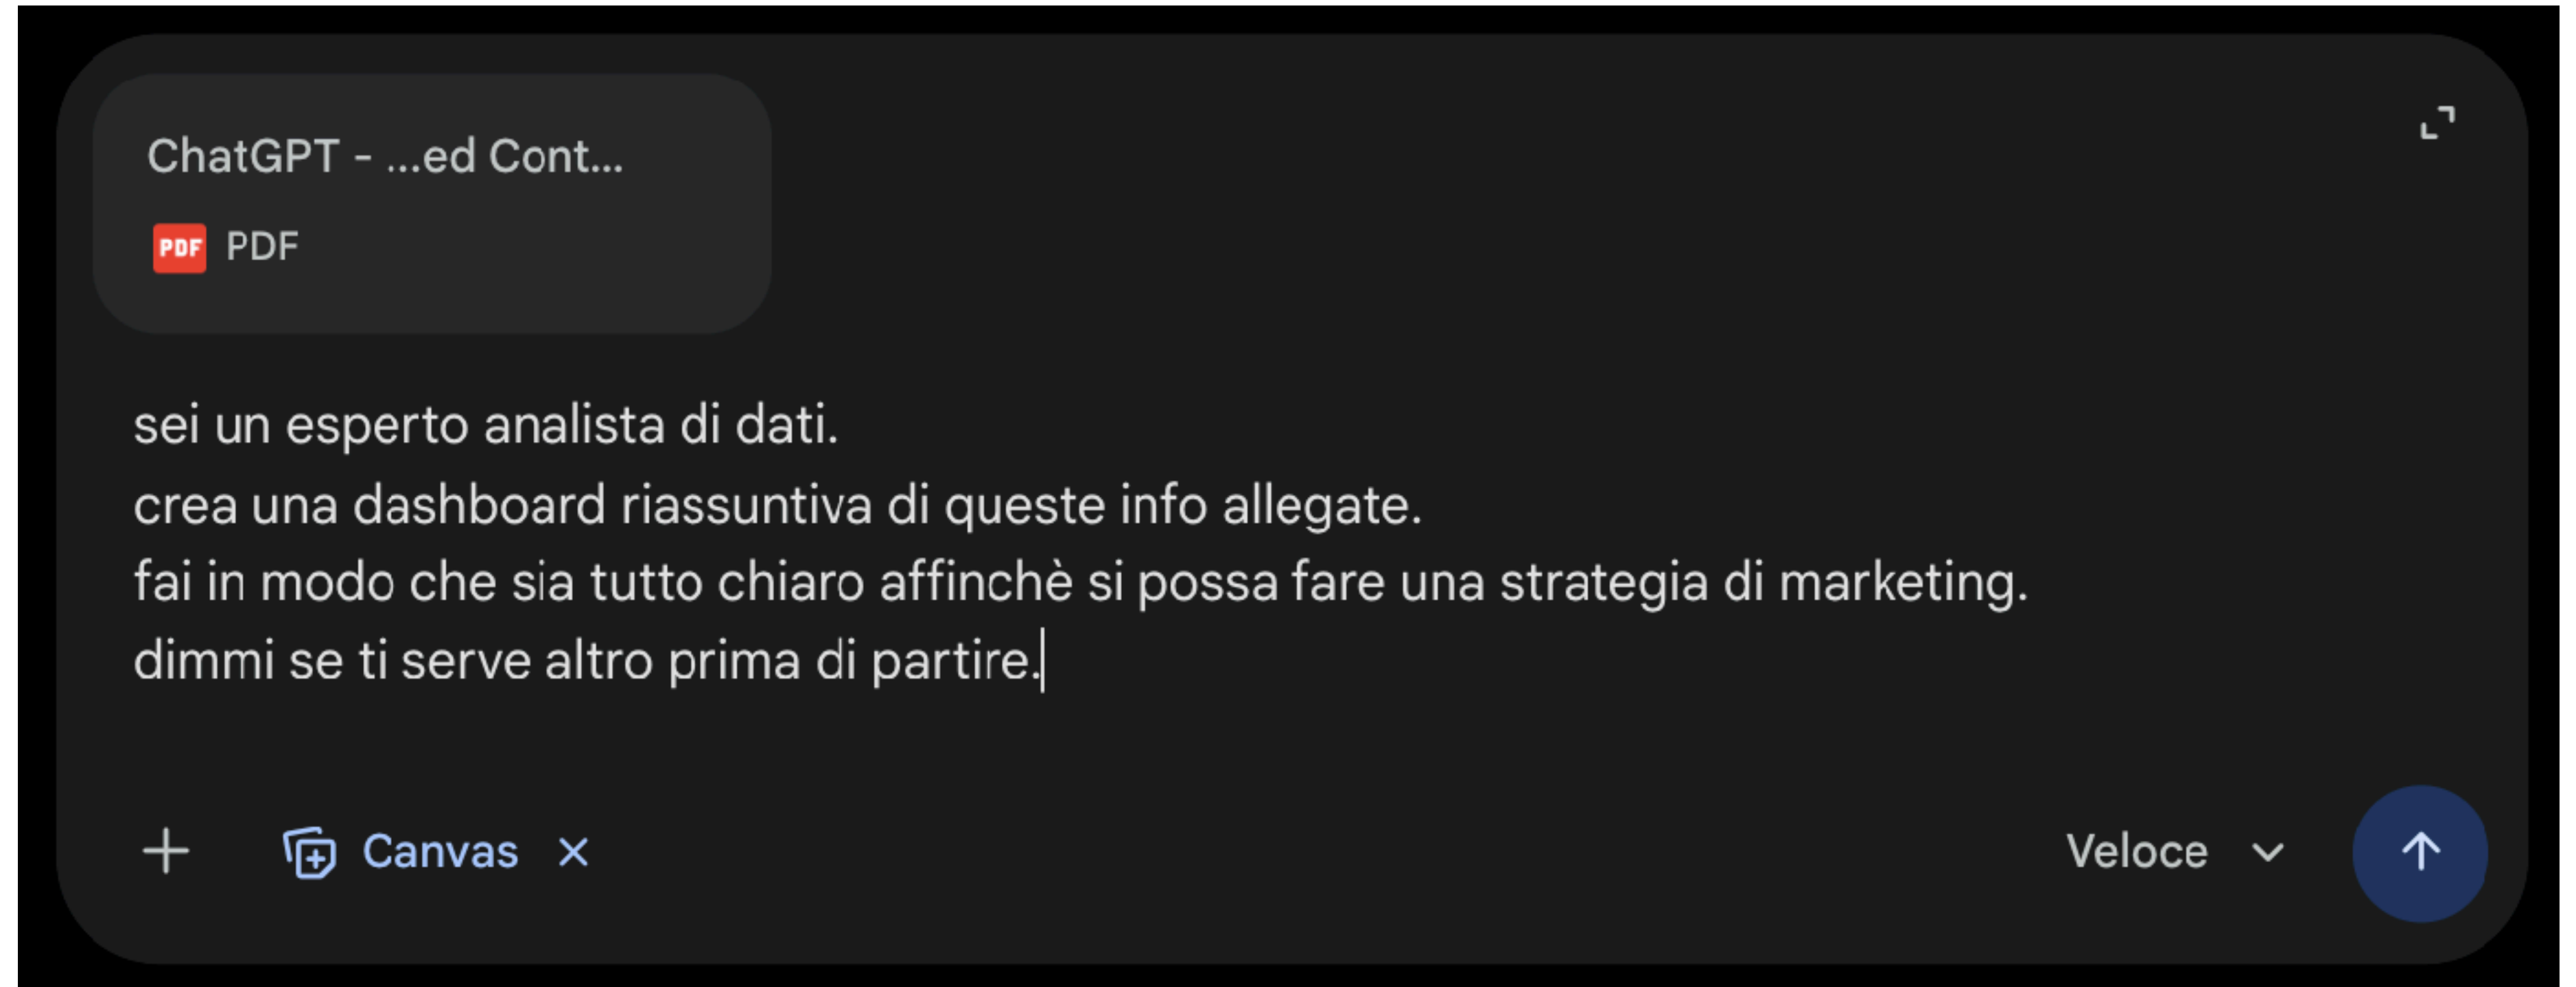 ChatGPT - ...ed Cont...
PDF PDF
sei un esperto analista di dati.
crea una dashboard riassuntiva di queste info allegate.
fai in modo che sia tutto chiaro affinchè si possa fare una strategia di marketing.
dimmi se ti serve altro prima di partire.
Canvas
Veloce